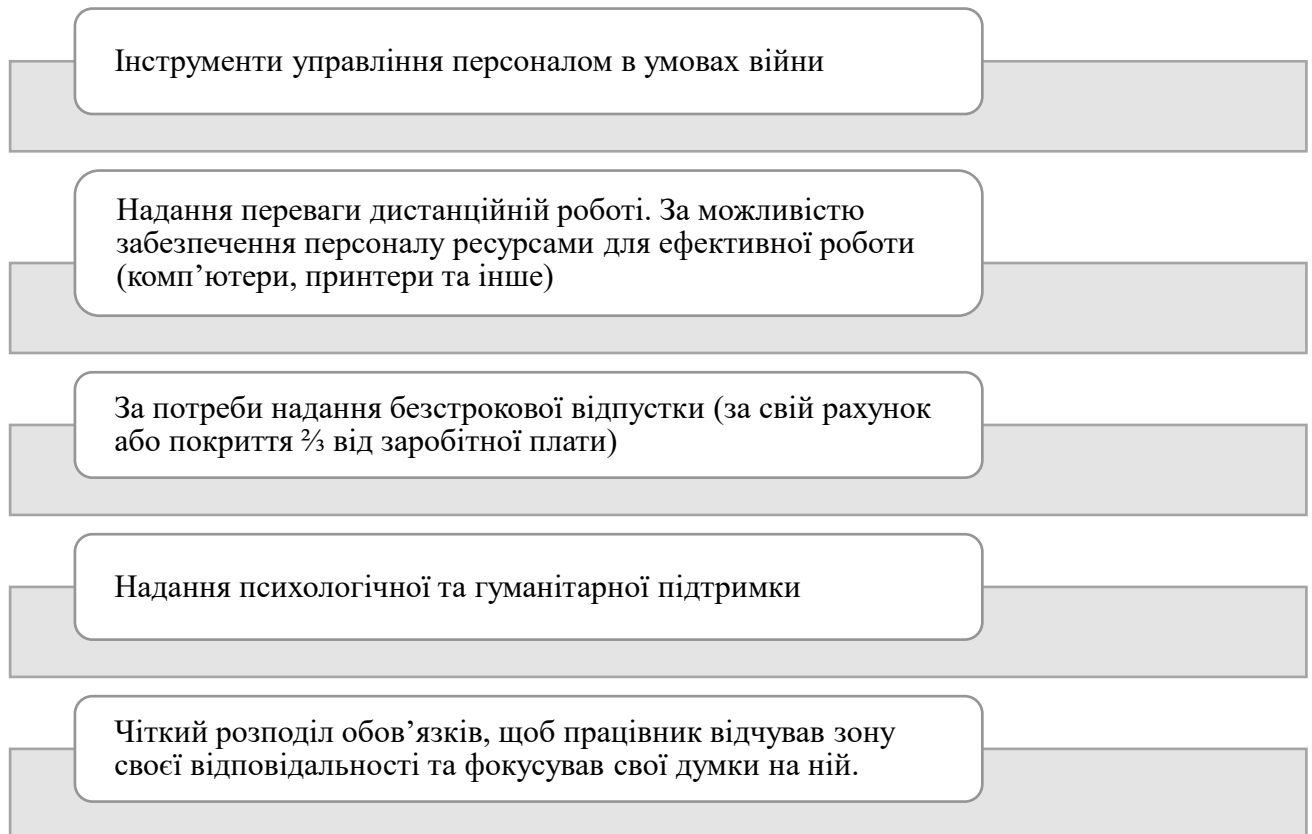 Інструменти управління персоналом в умовах війни
Надання переваги дистанційній роботі. За можливістю
забезпечення персоналу ресурсами для ефективної роботи
(комп’ютери, принтери та інше)
За потреби надання безстрокової відпустки (за свій рахунок
або покриття ⅔ від заробітної плати)
Надання психологічної та гуманітарної підтримки
Чіткий розподіл обов’язків, щоб працівник відчував зону
своєї відповідальності та фокусував свої думки на ній.